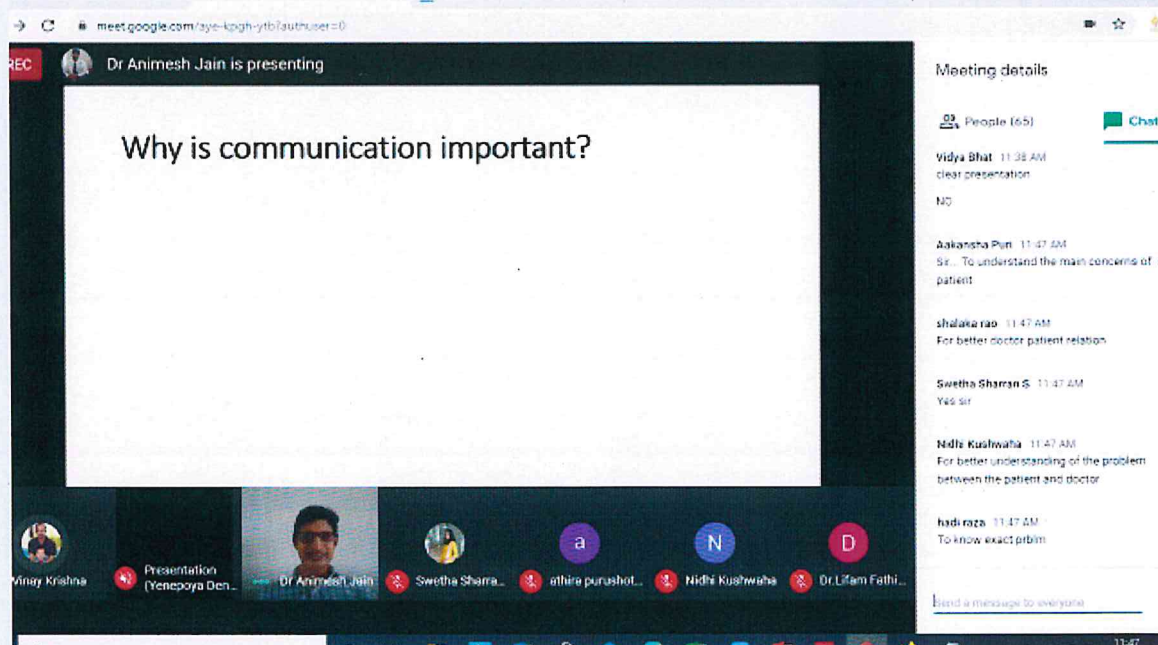 meet.google.com/aye-kpgh-ytb?authuser=0
REC
Dr Animesh Jain is presenting
Why is communication important?
Vinay Krishna
Presentation
(Yenepoya Den...
Dr Animesh Jain
Swetha Sharra...
a
athira purushot...
N
Nidhi Kushwaha
D
Dr.Lifam Fathi...
Meeting details
People (65)
Chat
Vidya Bhat 11:38 AM
clear presentation
NO
Aakansha Puri 11:47 AM
Sir... To understand the main concerns of
patient
shalaka rao 11:47 AM
For better doctor patient relation
Swetha Sharran S 11:47 AM
Yes sir
Nidhi Kushwaha 11:47 AM
For better understanding of the problem
between the patient and doctor
hadi raza 11:47 AM
To know exact prblm
Send a message to everyone
11:47